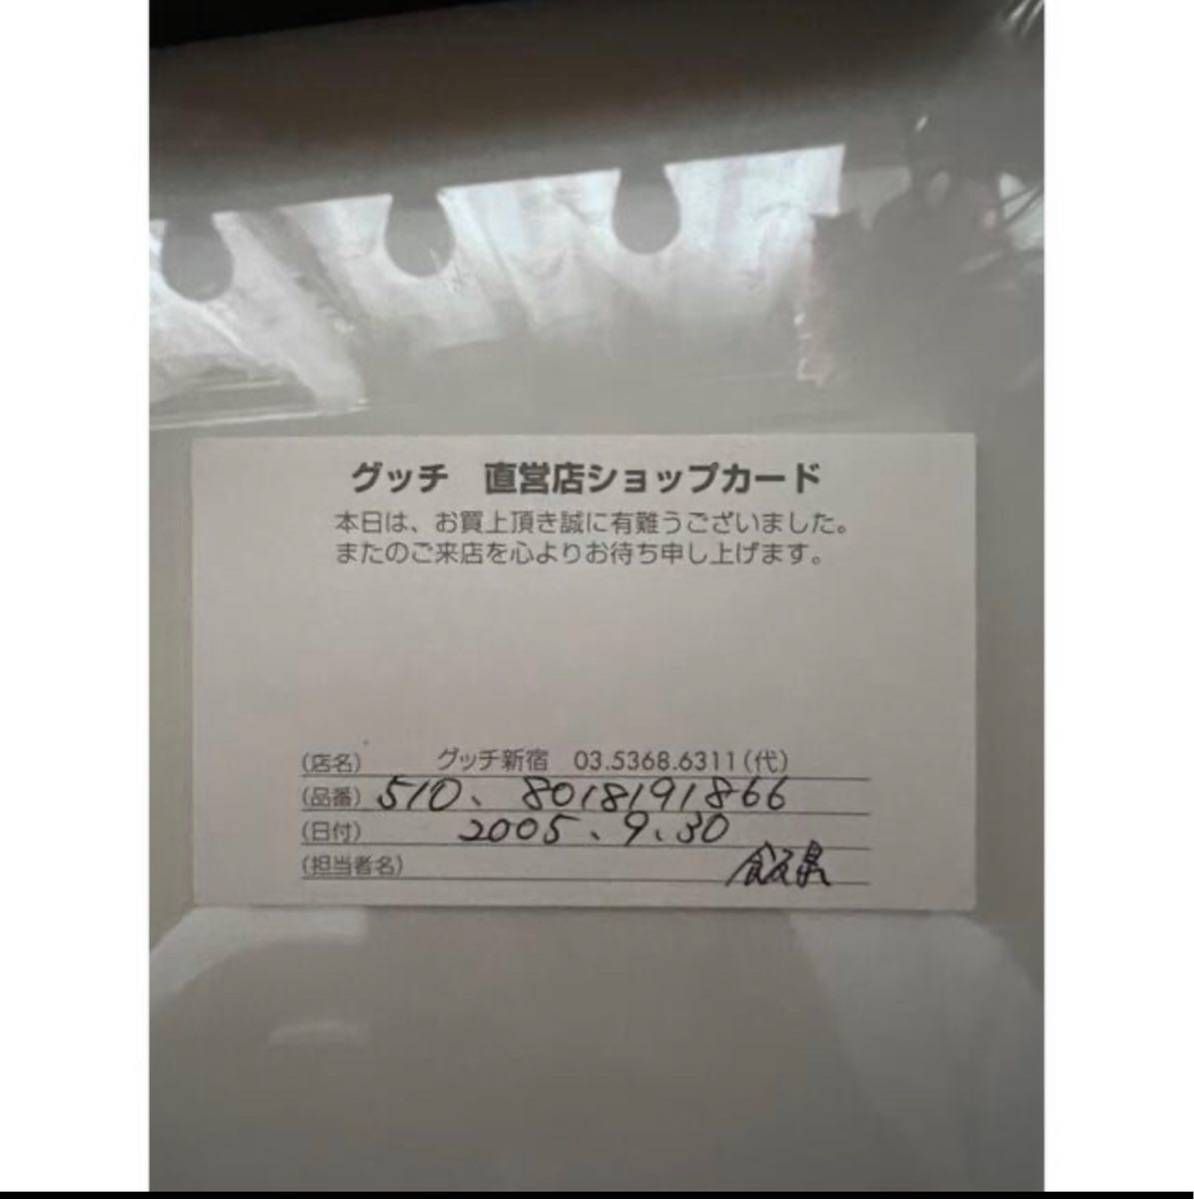 グッチ 直営店ショップカード
本日は、お買上頂き誠に有難うございました。
またのご来店を心よりお待ち申し上げます。
(店名) グッチ新宿 03.5368.6311(代)
(品番) 510、8018191866
(日付) 2005、9、30
(担当者名) 飯泉